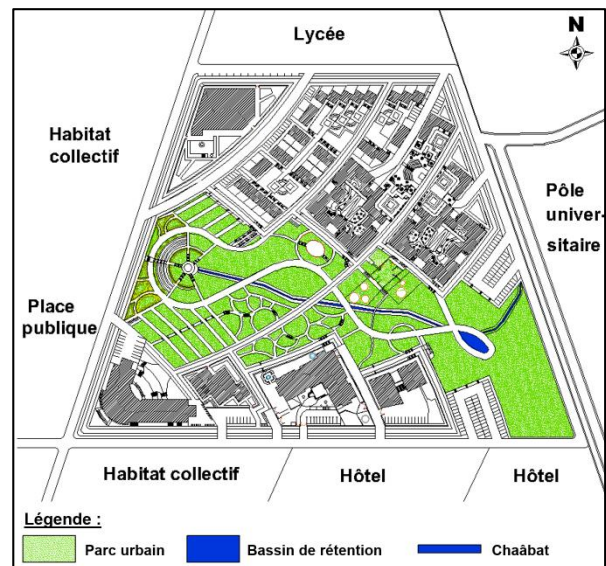 Lycée
N
Habitat
collectif
Pôle
univer-
sitaire
Place
publique
Habitat collectif
Hôtel
Hôtel
Légende :
Parc urbain
Bassin de rétention
Chaâbat